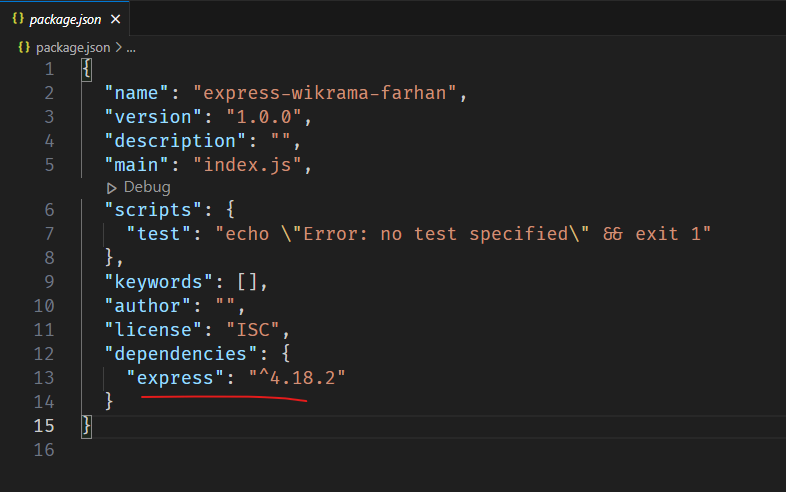 {} package.json ×
{} package.json > ...
1 {
2 "name": "express-wikrama-farhan",
3 "version": "1.0.0",
4 "description": "",
5 "main": "index.js",
Debug
6 "scripts": {
7 "test": "echo \"Error: no test specified\" && exit 1"
8 },
9 "keywords": [],
10 "author": "",
11 "license": "ISC",
12 "dependencies": {
13 "express": "^4.18.2"
14 }
15 }
16